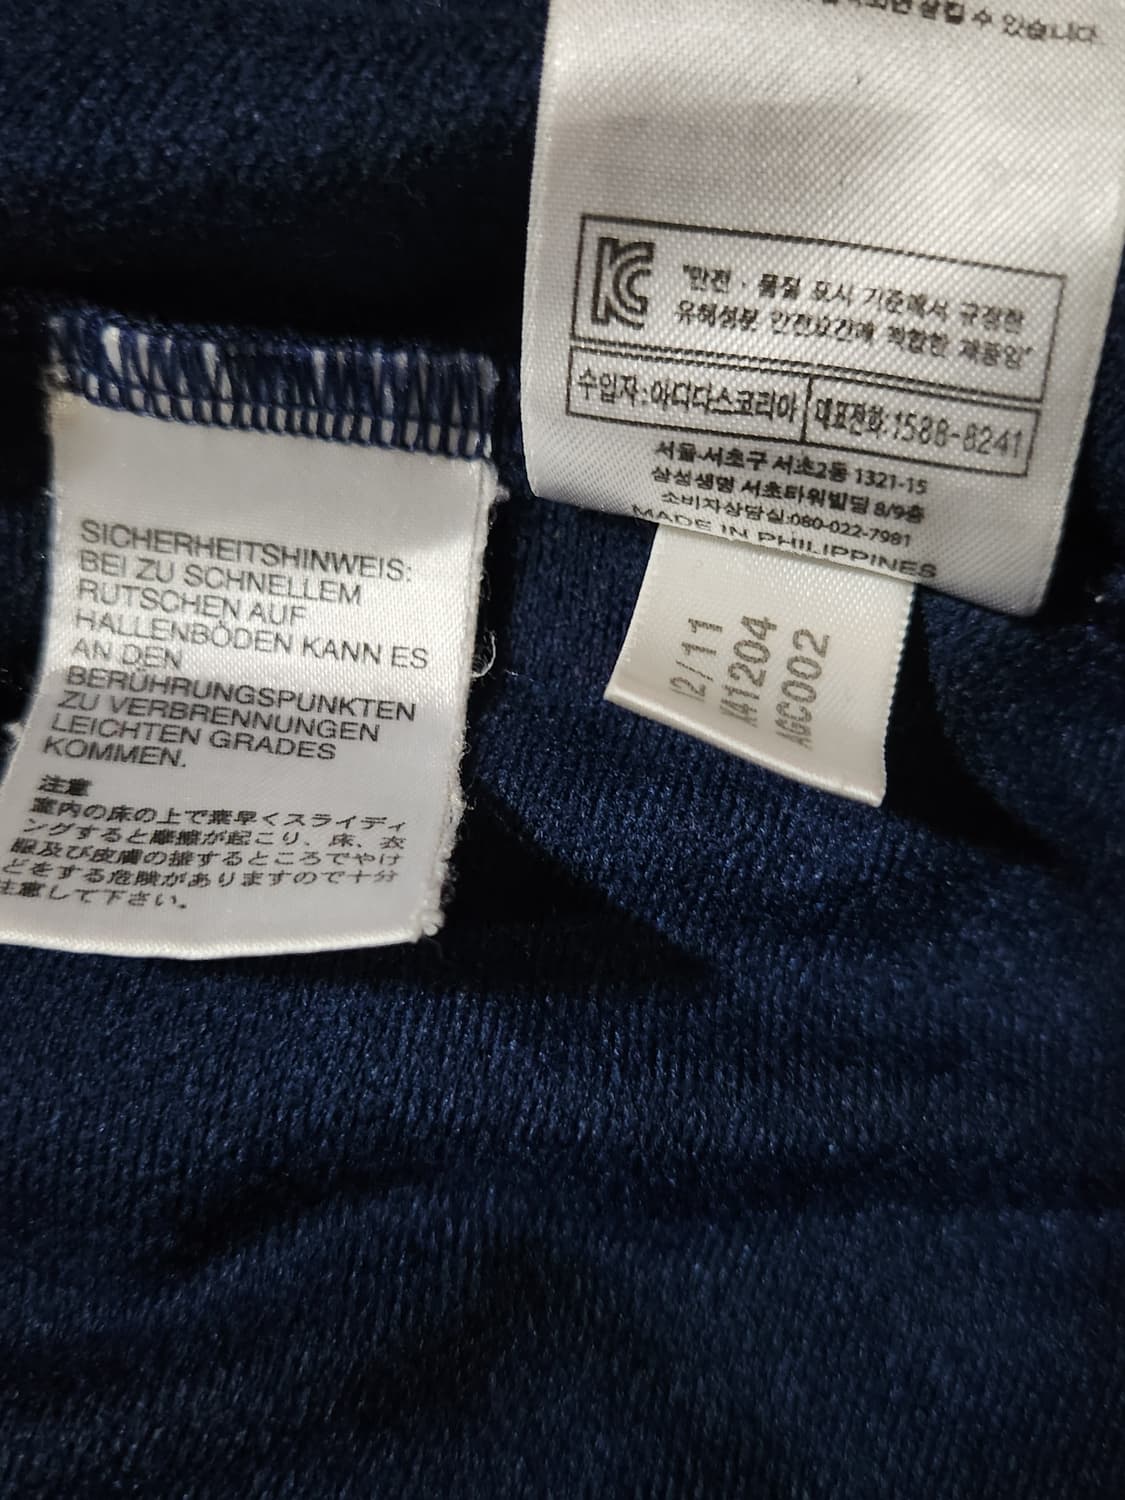 수 있습니다.
KC
"안전 · 품질 표시 기준에서 규정한
유해성분 안전요건에 적합한 제품임"
수입자:아디다스코리아
대표전화:1588-8241
서울 서초구 서초2동 1321-15
삼성생명 서초타워빌딩 8/9층
소비자상담실:080-022-7981
MADE IN PHILIPPINES
12/11
X41204
AGC002
SICHERHEITSHINWEIS:
BEI ZU SCHNELLEM
RUTSCHEN AUF
HALLENBÖDEN KANN ES
AN DEN
BERÜHRUNGSPUNKTEN
ZU VERBRENNUNGEN
LEICHTEN GRADES
KOMMEN.
注意
室内の床の上で素早くスライディ
ングすると摩擦が起こり、床、衣
服及び皮膚の接するところでやけ
どをする危険がありますので十分
注意して下さい。